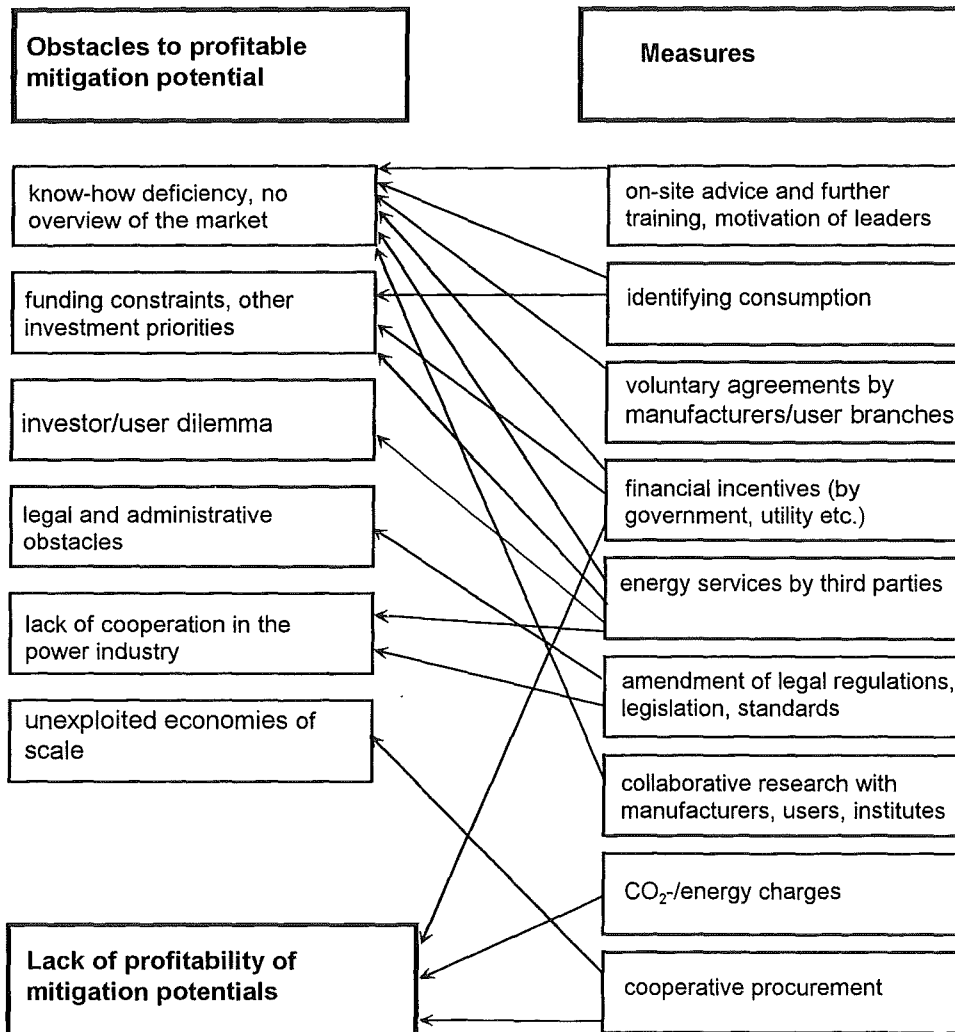 Obstacles to profitable
mitigation potential
know-how deficiency, no
overview of the market
funding constraints, other
investment priorities
investor/user dilemma
legal and administrative
obstacles
lack of cooperation in the
power industry
unexploited economies of
scale
Lack of profitability of
mitigation potentials
Measures
on-site advice and further
training, motivation of leaders
identifying consumption
voluntary agreements by
manufacturers/user branches
financial incentives (by
government, utility etc.)
energy services by third parties
amendment of legal regulations,
legislation, standards
collaborative research with
manufacturers, users, institutes
CO₂-/energy charges
cooperative procurement